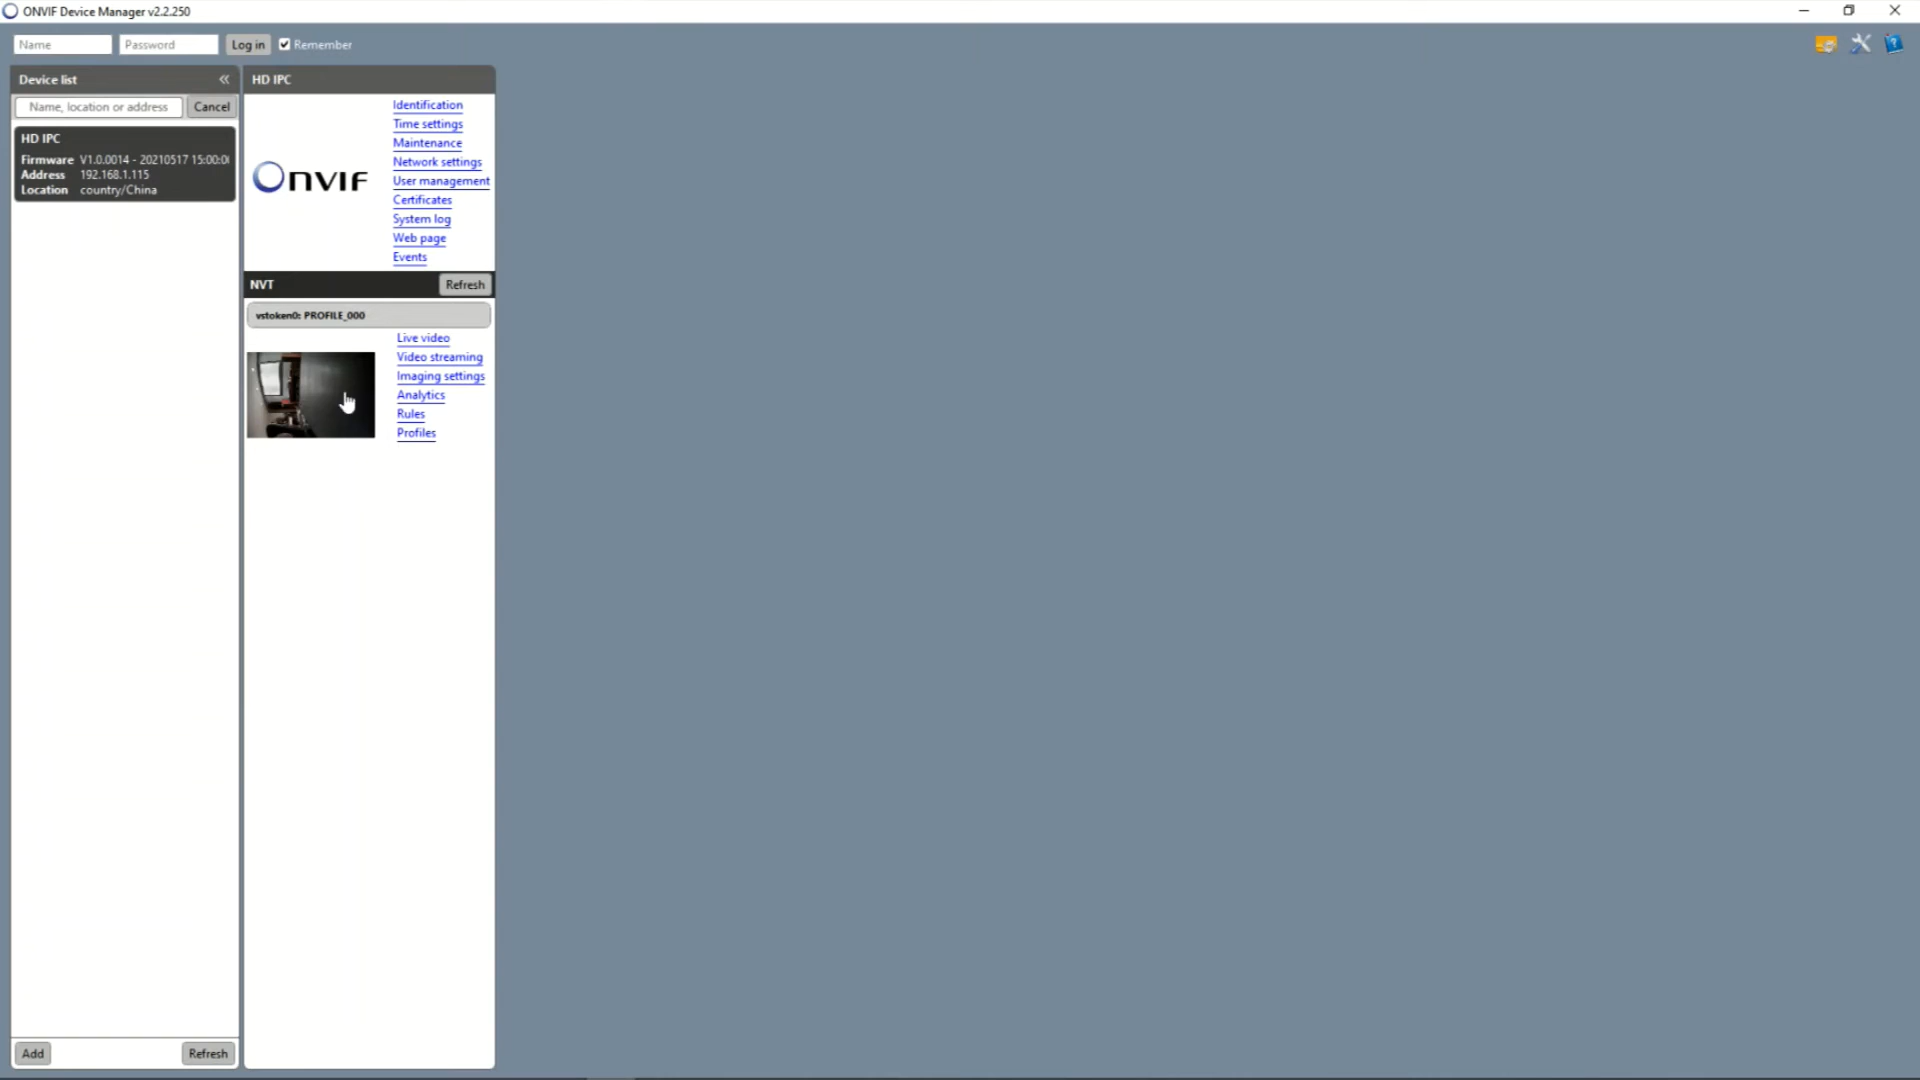 ONVIF Device Manager v2.2.250
Name
Password
Log in
Remember
Device list
Name, location or address
Cancel
HD IPC
Firmware V1.0.0014 - 20210517 15:00:0
Address 192.168.1.115
Location country/China
Add
Refresh
HD IPC
ONVIF
Identification
Time settings
Maintenance
Network settings
User management
Certificates
System log
Web page
Events
NVT
Refresh
vstoken0: PROFILE_000
Live video
Video streaming
Imaging settings
Analytics
Rules
Profiles